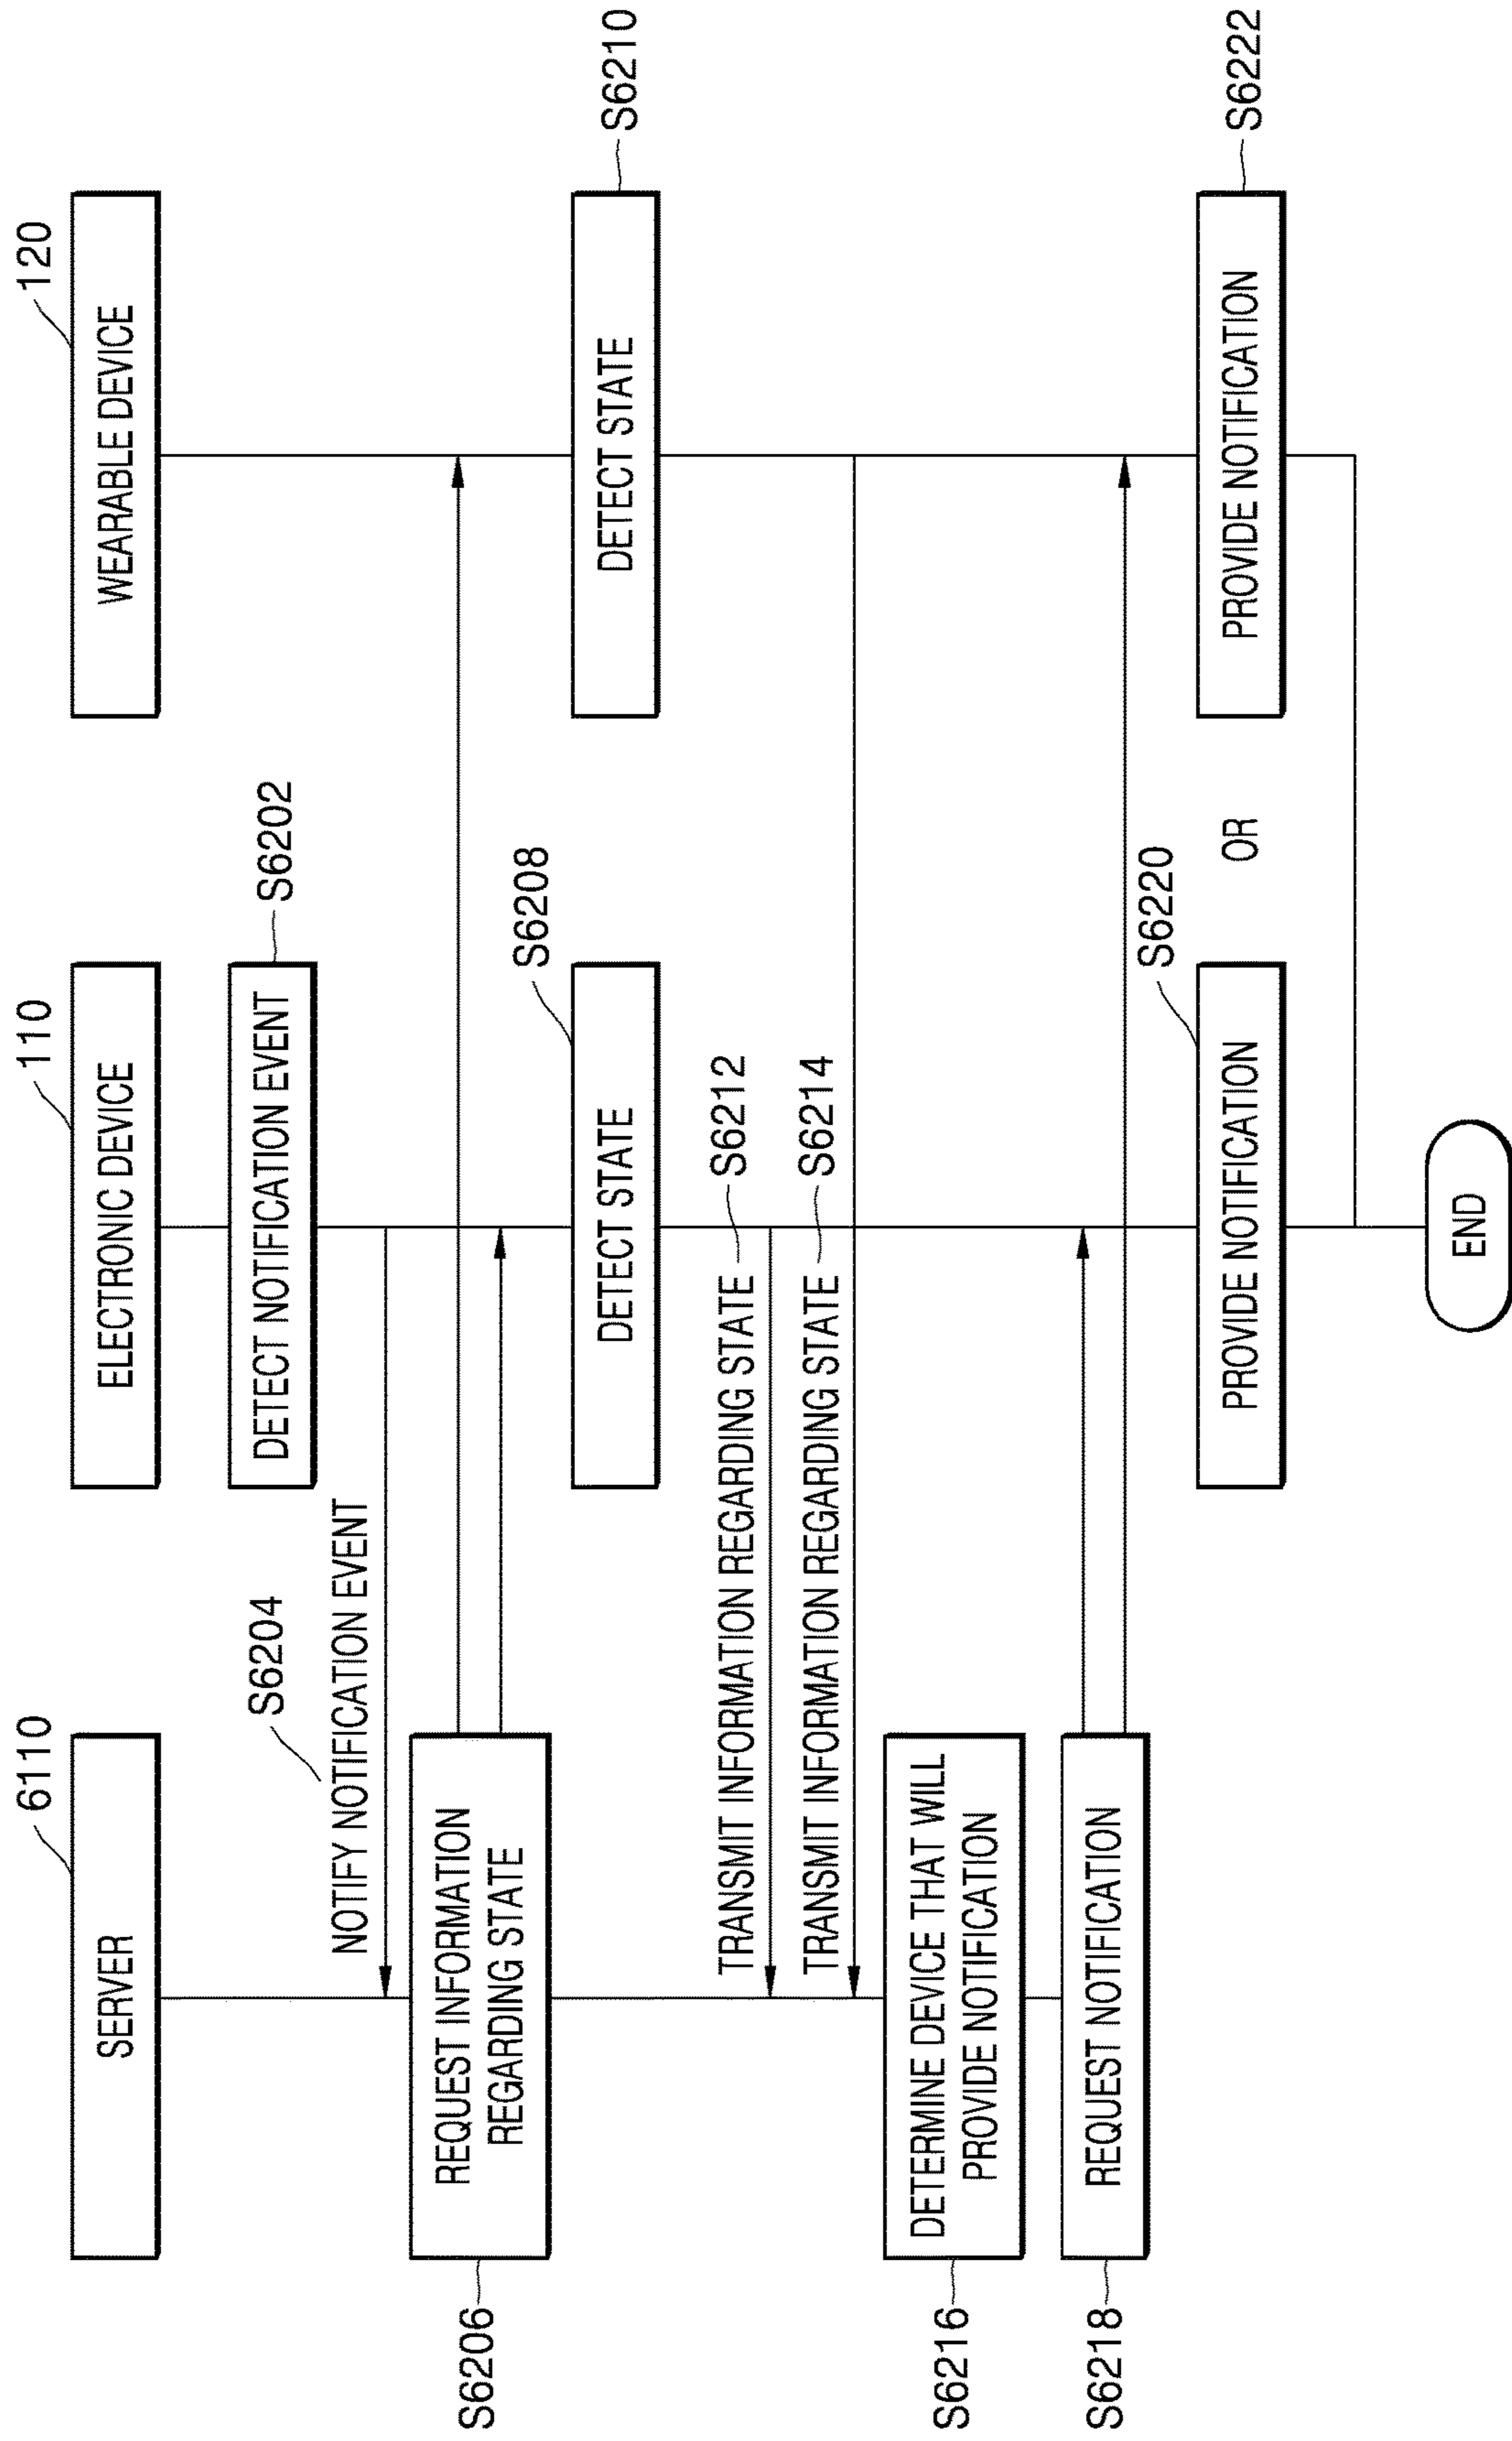 6110
110
120
SERVER
ELECTRONIC DEVICE
WEARABLE DEVICE
DETECT NOTIFICATION EVENT
S6202
S6204
NOTIFY NOTIFICATION EVENT
S6206
REQUEST INFORMATION
REGARDING STATE
S6208
DETECT STATE
DETECT STATE
S6210
TRANSMIT INFORMATION REGARDING STATE
S6212
TRANSMIT INFORMATION REGARDING STATE
S6214
S6216
DETERMINE DEVICE THAT WILL
PROVIDE NOTIFICATION
S6218
REQUEST NOTIFICATION
S6220
PROVIDE NOTIFICATION
OR
PROVIDE NOTIFICATION
S6222
END